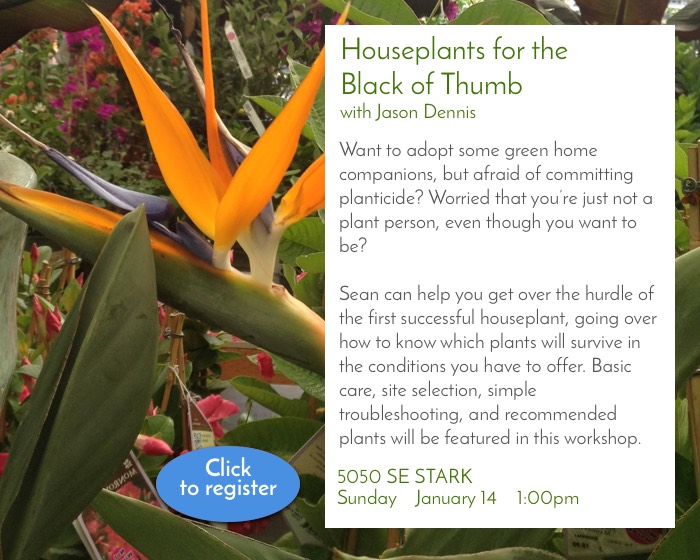 Houseplants for the
Black of Thumb
with Jason Dennis
Want to adopt some green home
companions, but afraid of committing
planticide? Worried that you're just not a
plant person, even though you want to
be?
Sean can help you get over the hurdle of
the first successful houseplant, going over
how to know which plants will survive in
the conditions you have to offer. Basic
care, site selection, simple
troubleshooting, and recommended
plants will be featured in this workshop.
5050 SE STARK
Sunday January 14 1:00pm
Click
to register
MONROVIA